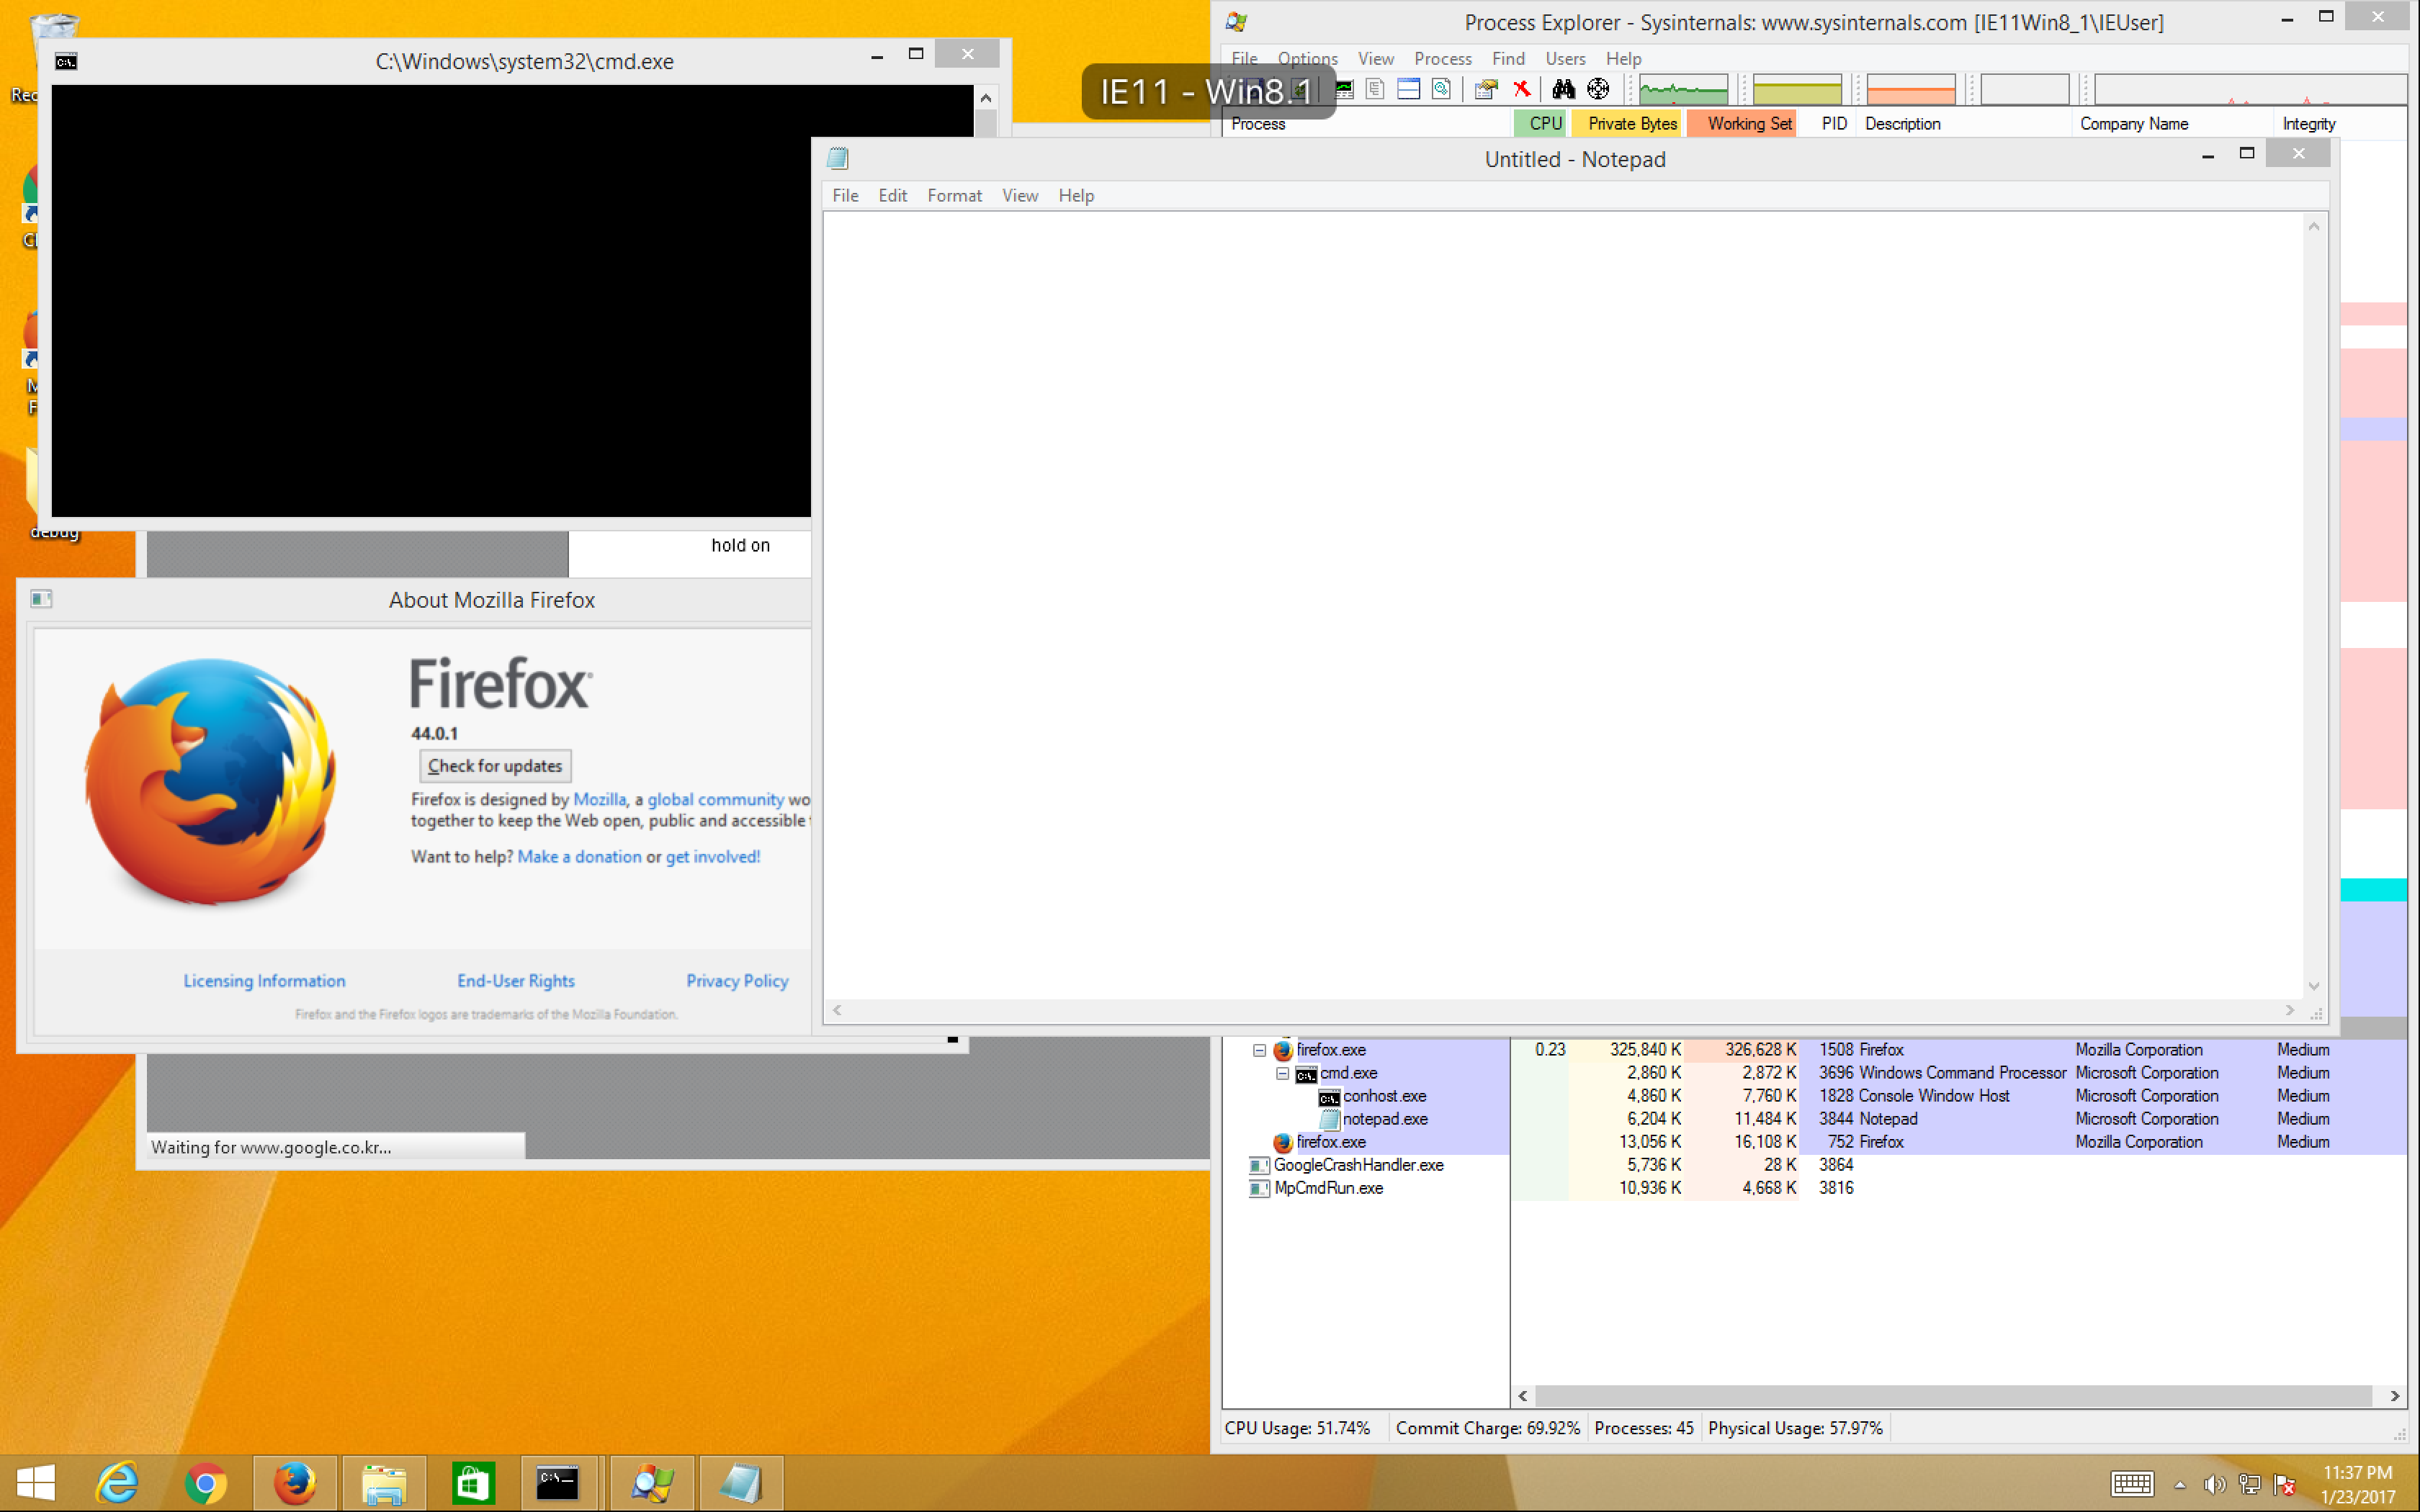 C:\Windows\system32\cmd.exe
Process Explorer - Sysinternals: www.sysinternals.com [IE11Win8_1\IEUser]
File Options View Process Find Users Help
IE11 - Win8.1
Process CPU Private Bytes Working Set PID Description Company Name Integrity
Untitled - Notepad
File Edit Format View Help
debug
hold on
About Mozilla Firefox
Firefox
44.0.1
Check for updates
Firefox is designed by Mozilla, a global community
together to keep the Web open, public and accessible
Want to help? Make a donation or get involved!
Licensing Information End-User Rights Privacy Policy
Firefox and the Firefox logos are trademarks of the Mozilla Foundation.
Waiting for www.google.co.kr...
firefox.exe 0.23 325,840 K 326,628 K 1508 Firefox Mozilla Corporation Medium
cmd.exe 2,860 K 2,872 K 3696 Windows Command Processor Microsoft Corporation Medium
conhost.exe 4,860 K 7,760 K 1828 Console Window Host Microsoft Corporation Medium
notepad.exe 6,204 K 11,484 K 3844 Notepad Microsoft Corporation Medium
firefox.exe 13,056 K 16,108 K 752 Firefox Mozilla Corporation Medium
GoogleCrashHandler.exe 5,736 K 28 K 3864
MpCmdRun.exe 10,936 K 4,668 K 3816
CPU Usage: 51.74% Commit Charge: 69.92% Processes: 45 Physical Usage: 57.97%
11:37 PM
1/23/2017